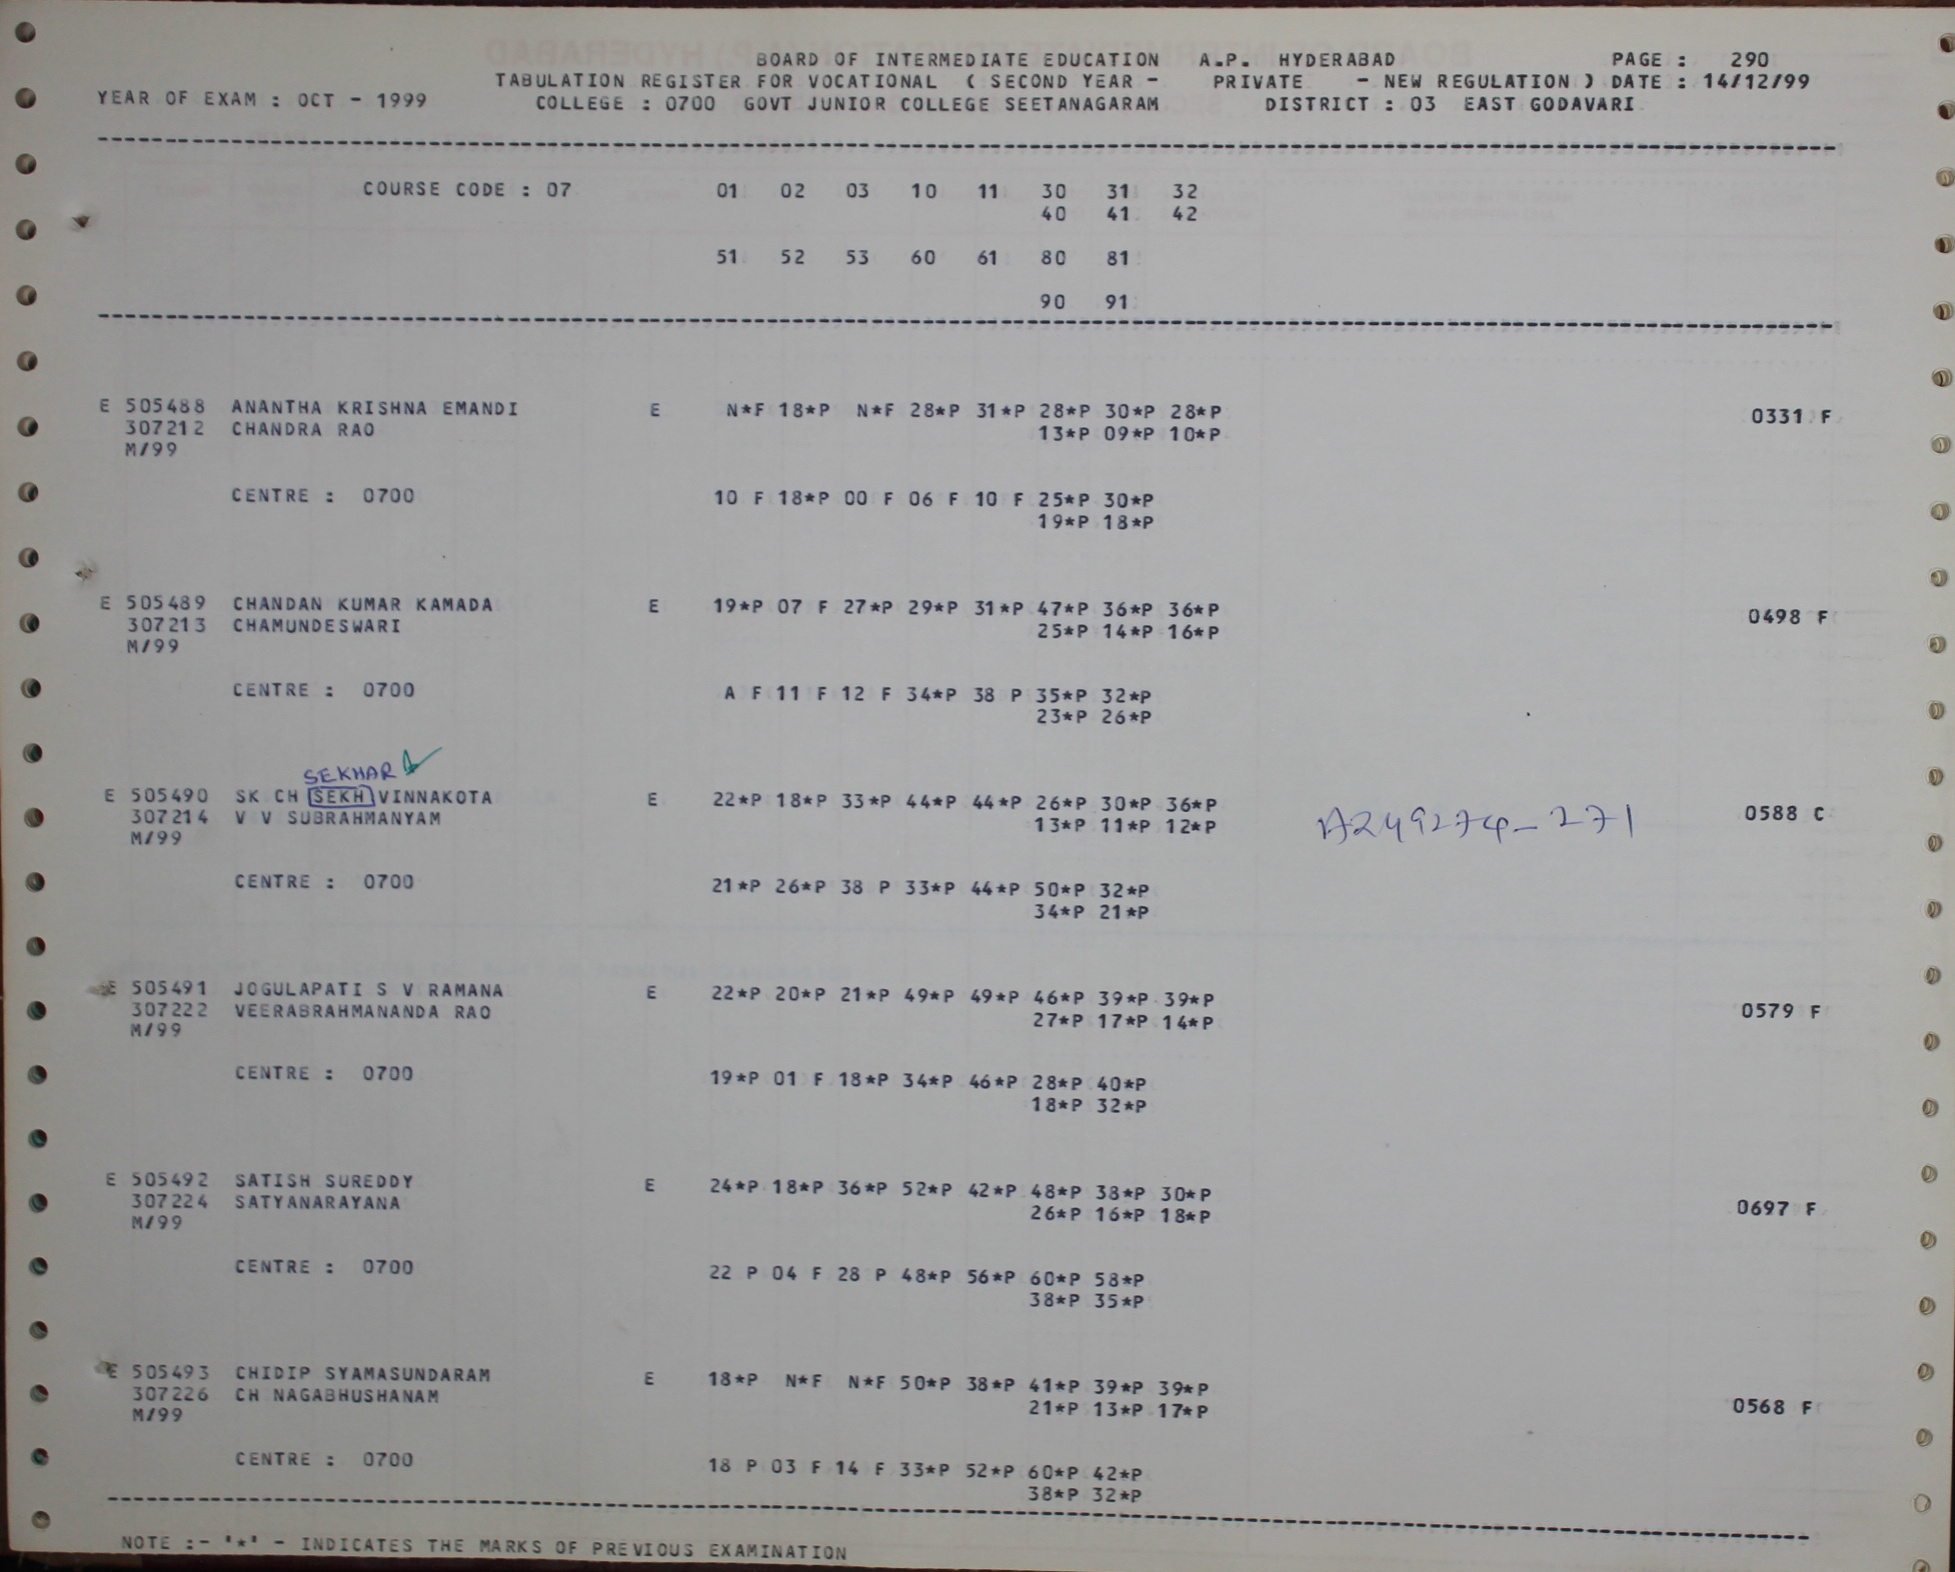 BOARD OF INTERMEDIATE EDUCATION A.P. HYDERABAD PAGE : 290
TABULATION REGISTER FOR VOCATIONAL ( SECOND YEAR - PRIVATE - NEW REGULATION ) DATE : 14/12/99
YEAR OF EXAM : OCT - 1999 COLLEGE : 0700 GOVT JUNIOR COLLEGE SEETANAGARAM DISTRICT : 03 EAST GODAVARI
COURSE CODE : 07 01 02 03 10 11 30 31 32
40 41 42
51 52 53 60 61 80 81
90 91
E 505488 ANANTHA KRISHNA EMANDI E N*F 18*P N*F 28*P 31*P 28*P 30*P 28*P 0331 F
307212 CHANDRA RAO 13*P 09*P 10*P
M/99
CENTRE : 0700 10 F 18*P 00 F 06 F 10 F 25*P 30*P
19*P 18*P
E 505489 CHANDAN KUMAR KAMADA E 19*P 07 F 27*P 29*P 31*P 47*P 36*P 36*P 0498 F
307213 CHAMUNDESWARI 25*P 14*P 16*P
M/99
CENTRE : 0700 A F 11 F 12 F 34*P 38 P 35*P 32*P
23*P 26*P
SEKHAR
E 505490 SK CH SEKH VINNAKOTA E 22*P 18*P 33*P 44*P 44*P 26*P 30*P 36*P 0588 C
307214 V V SUBRAHMANYAM 13*P 11*P 12*P A249274-271
M/99
CENTRE : 0700 21*P 26*P 38 P 33*P 44*P 50*P 32*P
34*P 21*P
E 505491 JOGULAPATI S V RAMANA E 22*P 20*P 21*P 49*P 49*P 46*P 39*P 39*P 0579 F
307222 VEERABRAHMANANDA RAO 27*P 17*P 14*P
M/99
CENTRE : 0700 19*P 01 F 18*P 34*P 46*P 28*P 40*P
18*P 32*P
E 505492 SATISH SUREDDY E 24*P 18*P 36*P 52*P 42*P 48*P 38*P 30*P 0697 F
307224 SATYANARAYANA 26*P 16*P 18*P
M/99
CENTRE : 0700 22 P 04 F 28 P 48*P 56*P 60*P 58*P
38*P 35*P
E 505493 CHIDIP SYAMASUNDARAM E 18*P N*F N*F 50*P 38*P 41*P 39*P 39*P 0568 F
307226 CH NAGABHUSHANAM 21*P 13*P 17*P
M/99
CENTRE : 0700 18 P 03 F 14 F 33*P 52*P 60*P 42*P
38*P 32*P
NOTE :- '*' - INDICATES THE MARKS OF PREVIOUS EXAMINATION